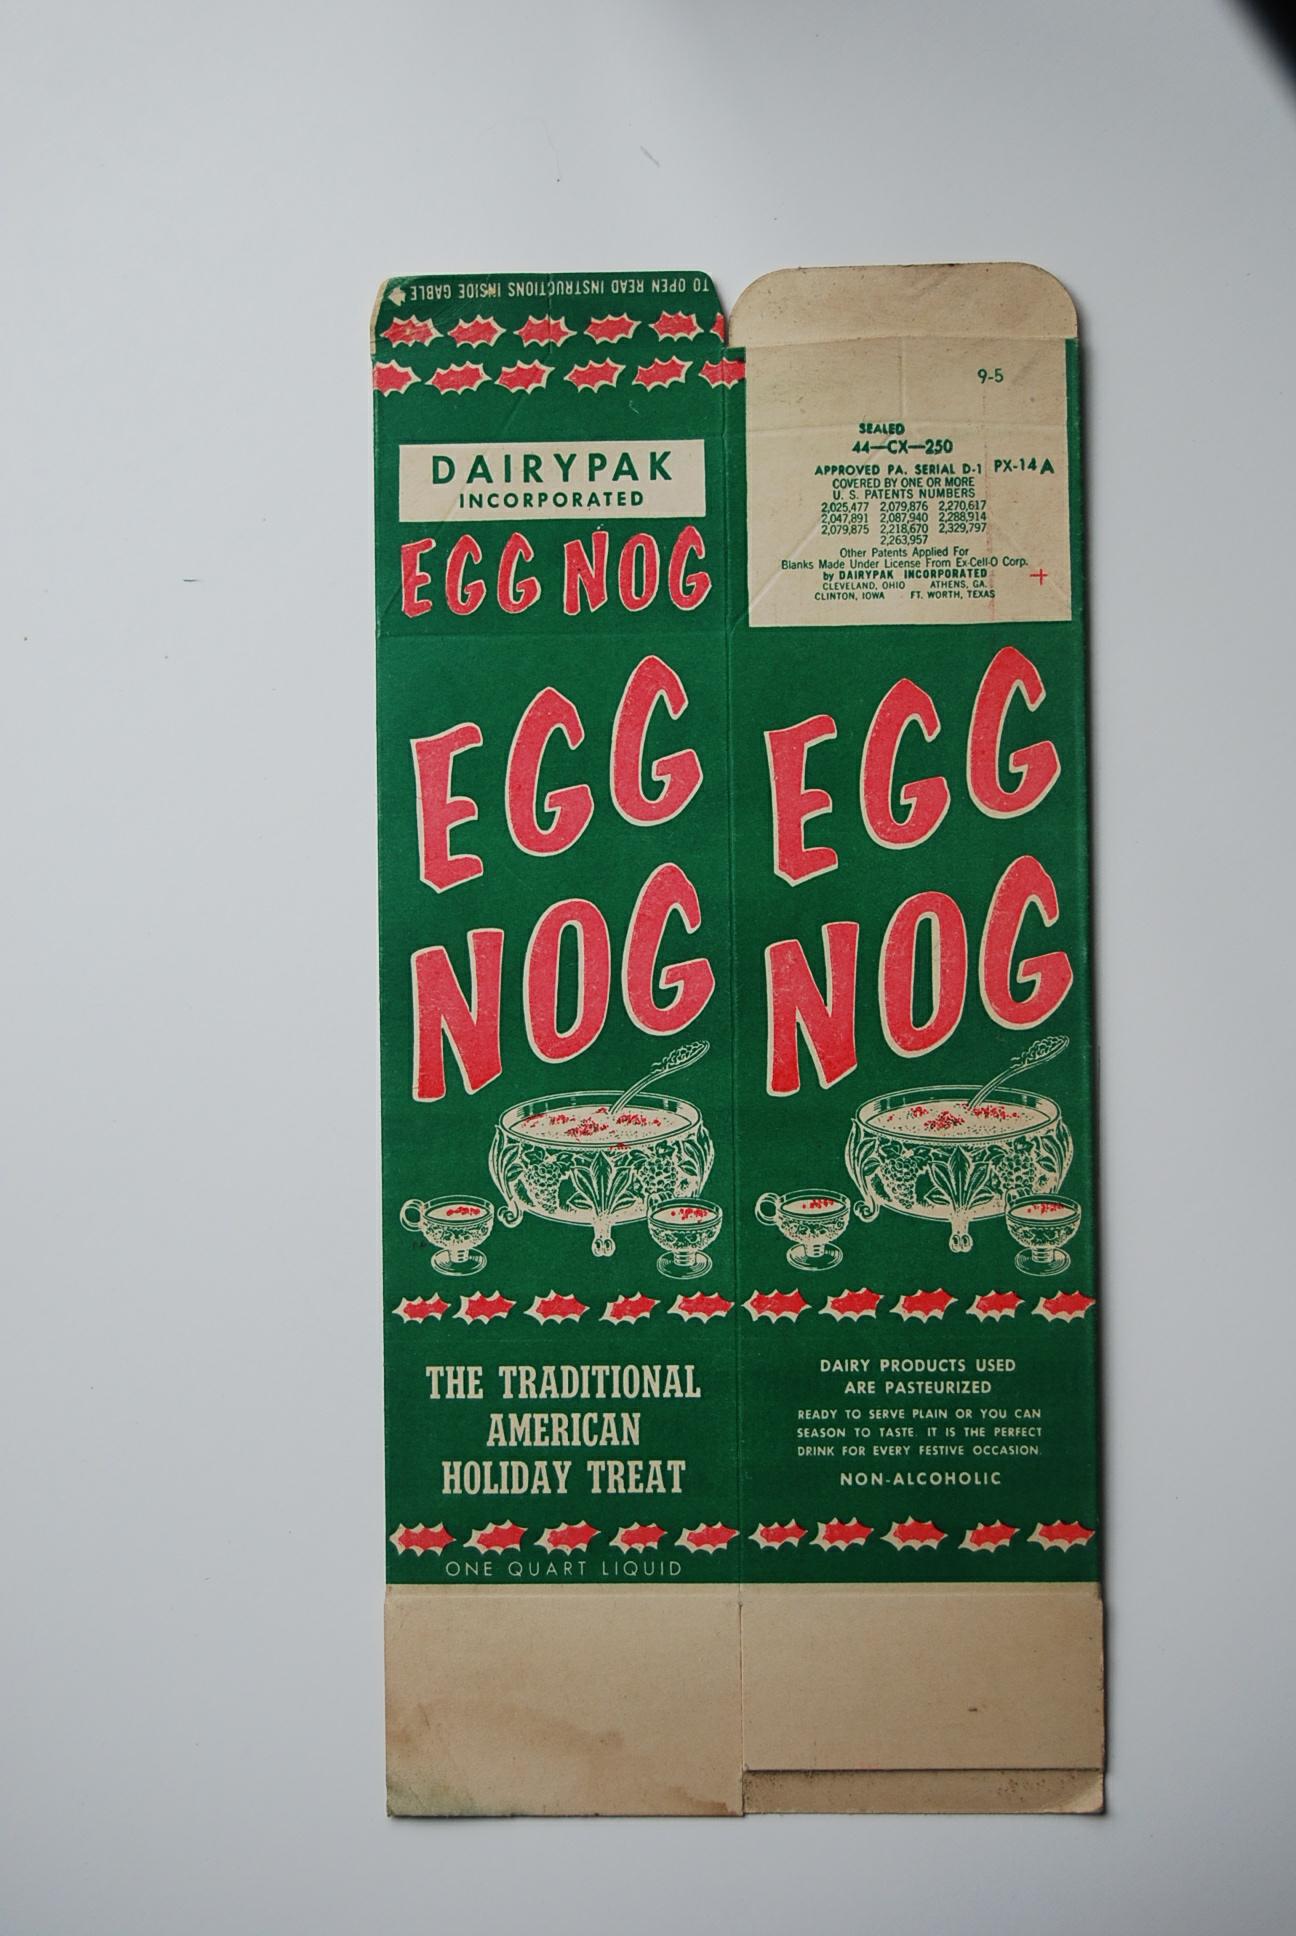 TO OPEN READ INSTRUCTIONS INSIDE GABLE
DAIRYPAK
INCORPORATED
EGG NOG
EGG
NOG
THE TRADITIONAL
AMERICAN
HOLIDAY TREAT
ONE QUART LIQUID
9-5
SEALED
44-CX-250
APPROVED PA. SERIAL D-1 PX-14A
COVERED BY ONE OR MORE
U. S. PATENTS NUMBERS
2,025,477 2,079,876 2,270,617
2,047,891 2,087,940 2,288,914
2,079,875 2,218,670 2,329,797
2,263,957
Other Patents Applied For
Blanks Made Under License From Ex-Cell-O Corp.
by DAIRYPAK INCORPORATED
CLEVELAND, OHIO ATHENS, GA.
CLINTON, IOWA FT. WORTH, TEXAS
EGG
NOG
DAIRY PRODUCTS USED
ARE PASTEURIZED
READY TO SERVE PLAIN OR YOU CAN
SEASON TO TASTE. IT IS THE PERFECT
DRINK FOR EVERY FESTIVE OCCASION.
NON-ALCOHOLIC